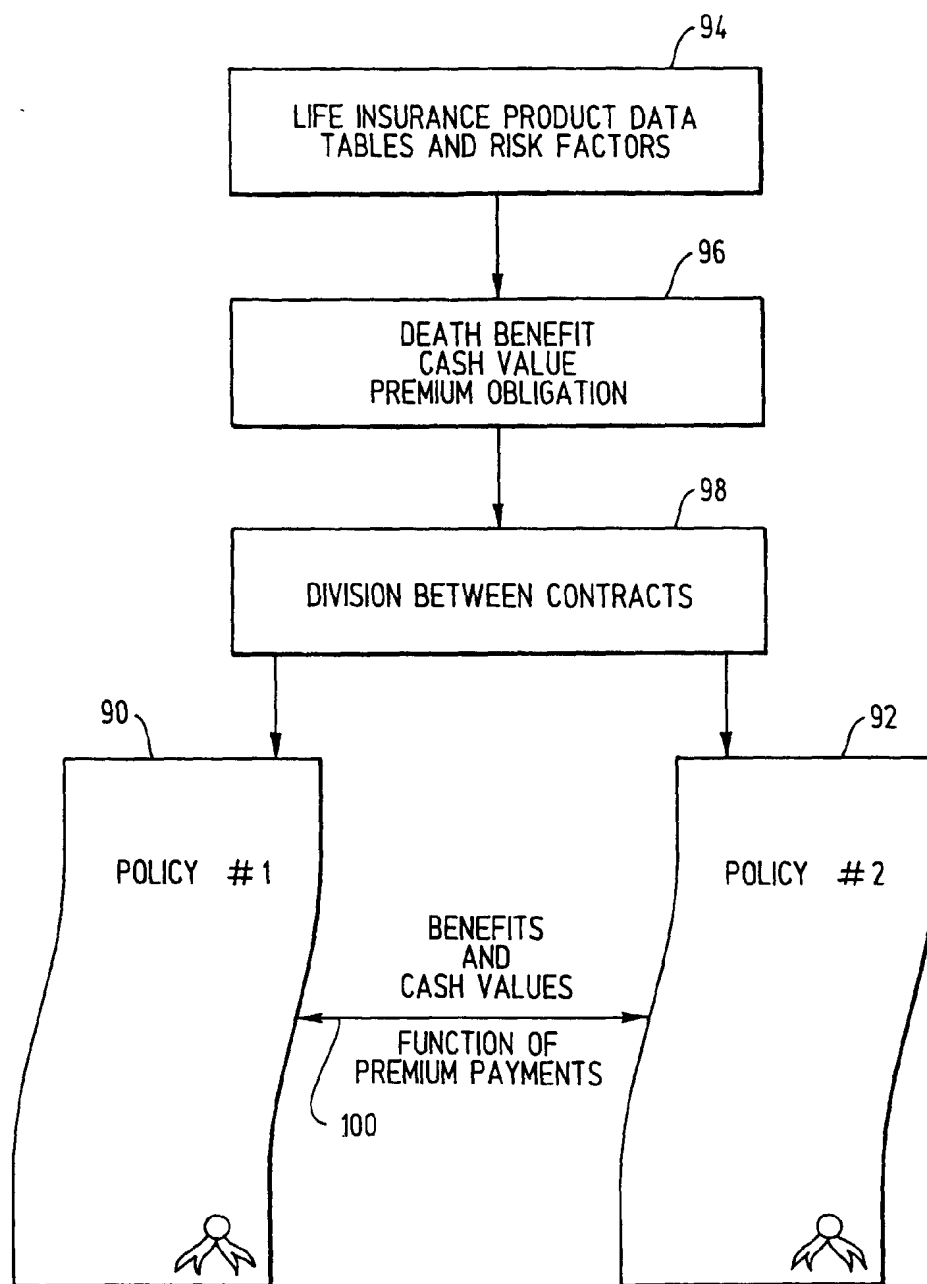 94
LIFE INSURANCE PRODUCT DATA
TABLES AND RISK FACTORS
96
DEATH BENEFIT
CASH VALUE
PREMIUM OBLIGATION
98
DIVISION BETWEEN CONTRACTS
90
92
POLICY #1
POLICY #2
BENEFITS
AND
CASH VALUES
FUNCTION OF
PREMIUM PAYMENTS
100